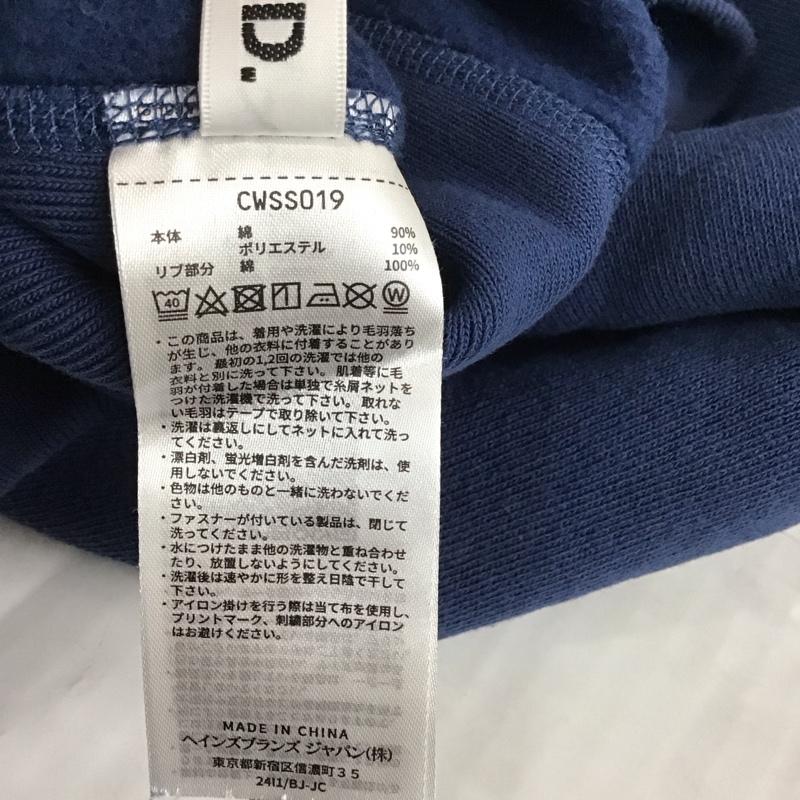 D.
M
CWSS019
本体 綿 90%
ポリエステル 10%
リブ部分 綿 100%
40 W
・この商品は、着用や洗濯により毛羽落ち
が生じ、他の衣料に付着することがあり
ます。最初の1,2回の洗濯では他の
衣料と別に洗って下さい。肌着等に毛
羽が付着した場合は単独で糸屑ネットを
つけた洗濯機で洗って下さい。取れな
い毛羽はテープで取り除いて下さい。
・洗濯は裏返しにしてネットに入れて洗っ
てください。
・漂白剤、蛍光増白剤を含んだ洗剤は、使
用しないでください。
・色物は他のものと一緒に洗わないでくだ
さい。
・ファスナーが付いている製品は、閉じて
洗ってください。
・水につけたまま他の洗濯物と重ね合わせ
たり、放置しないようにしてください。
・洗濯後は速やかに形を整え日陰で干して
下さい。
・アイロン掛けを行う際は当て布を使用し、
プリントマーク、刺繍部分へのアイロン
はお避けください。
MADE IN CHINA
ヘインズブランズ ジャパン(株)
東京都新宿区信濃町３５
2411/BJ-JC